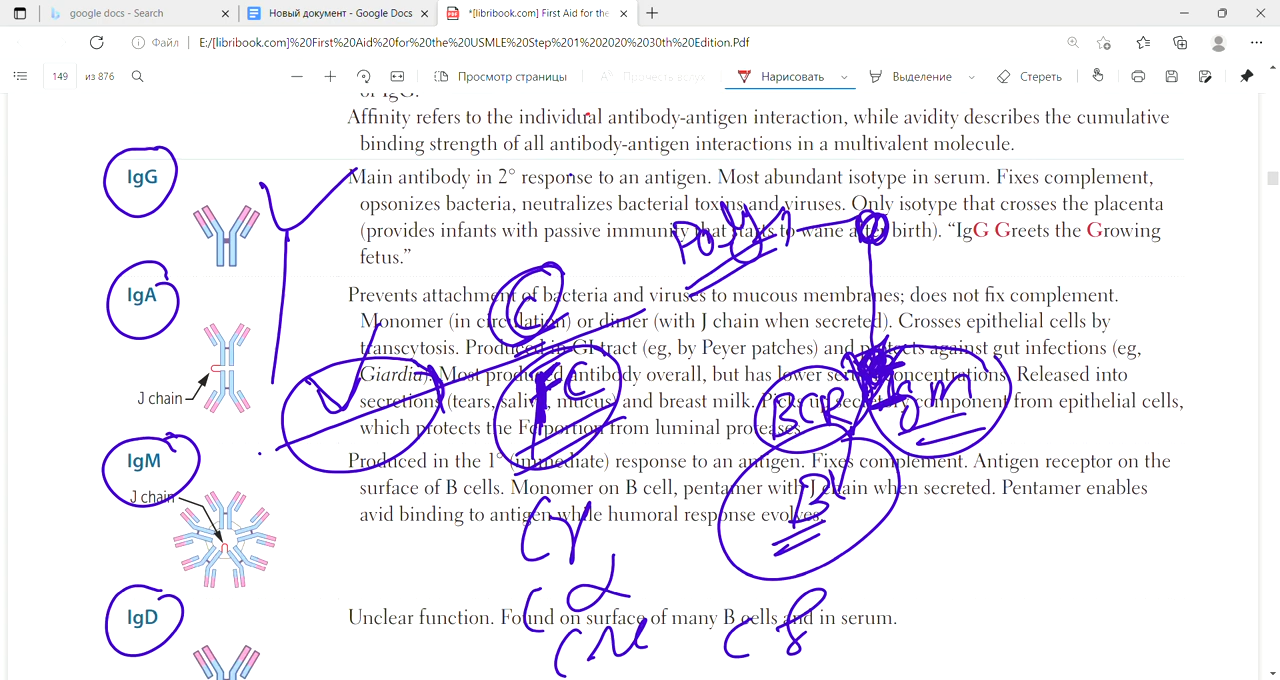 google docs - Search
Новый документ - Google Docs
*[libribook.com] First Aid for the
Файл
E:/[libribook.com]%20First%20Aid%20for%20the%20USMLE%20Step%201%202020%2030th%20Edition.Pdf
149 из 876
Просмотр страницы
Прочесть вслух
Нарисовать
Выделение
Стереть
of IgG.
Affinity refers to the individual antibody-antigen interaction, while avidity describes the cumulative
binding strength of all antibody-antigen interactions in a multivalent molecule.
IgG
Main antibody in 2° response to an antigen. Most abundant isotype in serum. Fixes complement,
opsonizes bacteria, neutralizes bacterial toxins and viruses. Only isotype that crosses the placenta
(provides infants with passive immunity that starts to wane after birth). “IgG Greets the Growing
fetus.”
IgA
Prevents attachment of bacteria and viruses to mucous membranes; does not fix complement.
Monomer (in circulation) or dimer (with J chain when secreted). Crosses epithelial cells by
transcytosis. Produced in GI tract (eg, by Peyer patches) and protects against gut infections (eg,
Giardia). Most produced antibody overall, but has lower serum concentrations. Released into
secretions (tears, saliva, mucus) and breast milk. Picks up secretory component from epithelial cells,
which protects the Fc portion from luminal proteases.
J chain
IgM
Produced in the 1° (immediate) response to an antigen. Fixes complement. Antigen receptor on the
surface of B cells. Monomer on B cell, pentamer with J chain when secreted. Pentamer enables
avid binding to antigen while humoral response evolves.
J chain
IgD
Unclear function. Found on surface of many B cells and in serum.
C
FC
BCR
B